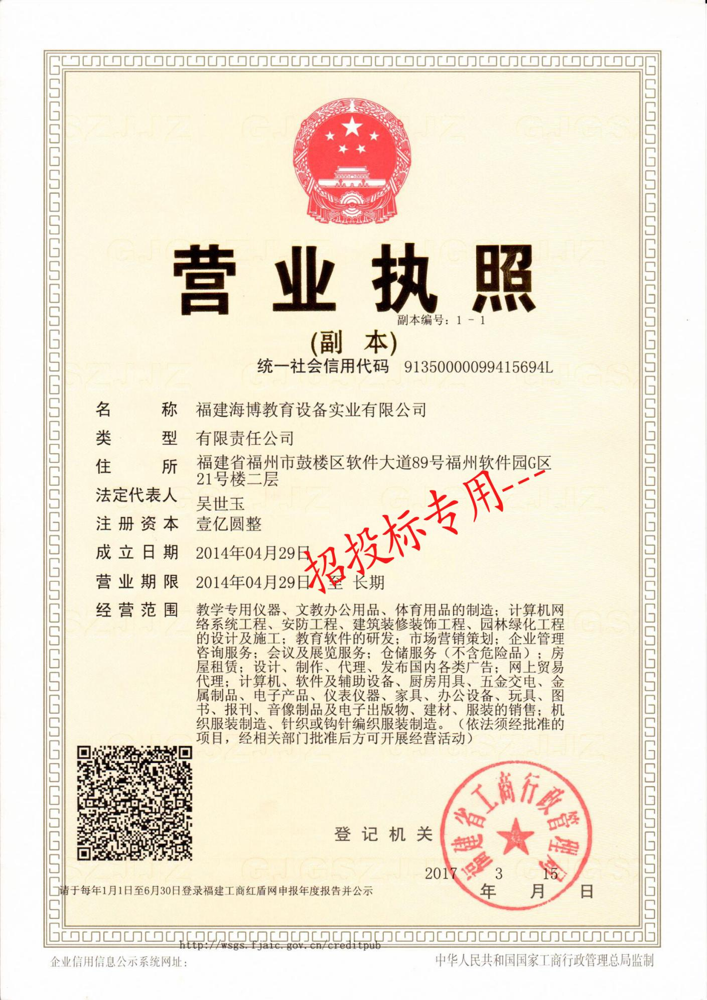 营业执照
副本编号：1 - 1
(副 本)
统一社会信用代码 91350000099415694L
名 称 福建海博教育设备实业有限公司
类 型 有限责任公司
住 所 福建省福州市鼓楼区软件大道89号福州软件园G区
21号楼二层
法定代表人 吴世玉
注册资本 壹亿圆整
成立日期 2014年04月29日
营业期限 2014年04月29日 至 长期
招投标专用---
经营范围 教学专用仪器、文教办公用品、体育用品的制造；计算机网
络系统工程、安防工程、建筑装修装饰工程、园林绿化工程
的设计及施工；教育软件的研发；市场营销策划；企业管理
咨询服务；会议及展览服务；仓储服务（不含危险品）；房
屋租赁；设计、制作、代理、发布国内各类广告；网上贸易
代理；计算机、软件及辅助设备、厨房用具、五金交电、金
属制品、电子产品、仪表仪器、家具、办公设备、玩具、图
书、报刊、音像制品及电子出版物、建材、服装的销售；机
织服装制造、针织或钩针编织服装制造。（依法须经批准的
项目，经相关部门批准后方可开展经营活动）
登记机关
福建省工商行政管理局
2017 3 15
年 月 日
请于每年1月1日至6月30日登录福建工商红盾网申报年度报告并公示
http://wsgs.fjaic.gov.cn/creditpub
企业信用信息公示系统网址：
中华人民共和国国家工商行政管理总局监制